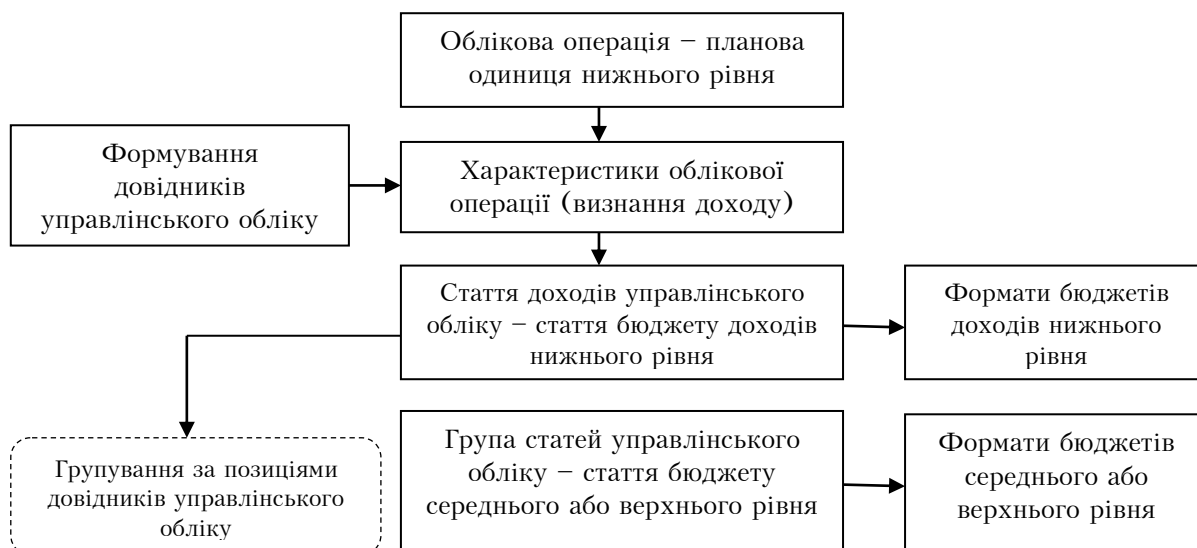 Облікова операція – планова
одиниця нижнього рівня
Формування
довідників
управлінського обліку
Характеристики облікової
операції (визнання доходу)
Стаття доходів управлінського
обліку – стаття бюджету доходів
нижнього рівня
Формати бюджетів
доходів нижнього
рівня
Групування за позиціями
довідників управлінського
обліку
Група статей управлінського
обліку – стаття бюджету
середнього або верхнього рівня
Формати бюджетів
середнього або
верхнього рівня